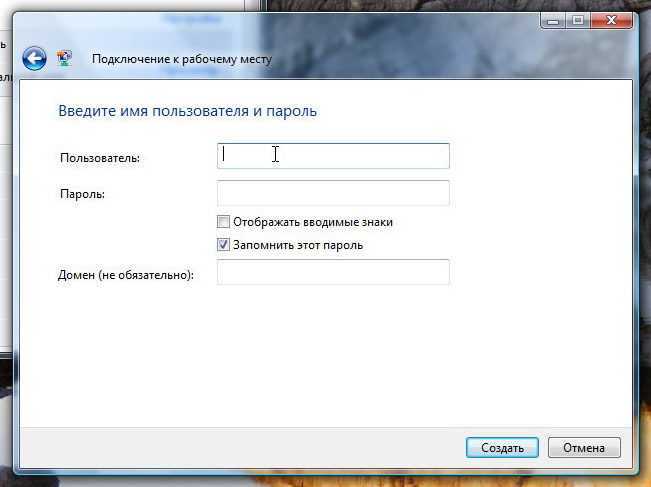 Подключение к рабочему месту
Введите имя пользователя и пароль
Пользователь:
Пароль:
Отображать вводимые знаки
Запомнить этот пароль
Домен (не обязательно):
Создать
Отмена